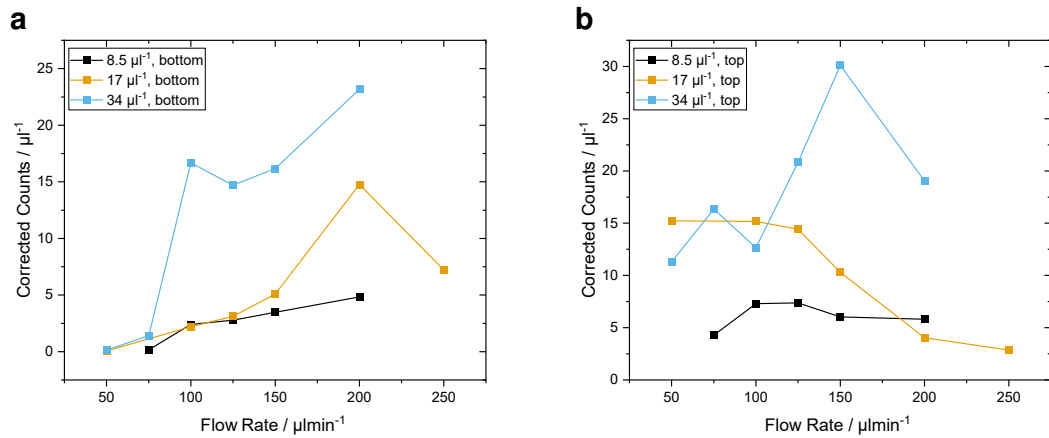 a
8.5 µl⁻¹, bottom
17 µl⁻¹, bottom
34 µl⁻¹, bottom
25
20
15
10
5
0
Corrected Counts / µl⁻¹
50
100
150
200
250
Flow Rate / µlmin⁻¹
b
8.5 µl⁻¹, top
17 µl⁻¹, top
34 µl⁻¹, top
30
25
20
15
10
5
0
Corrected Counts / µl⁻¹
50
100
150
200
250
Flow Rate / µlmin⁻¹